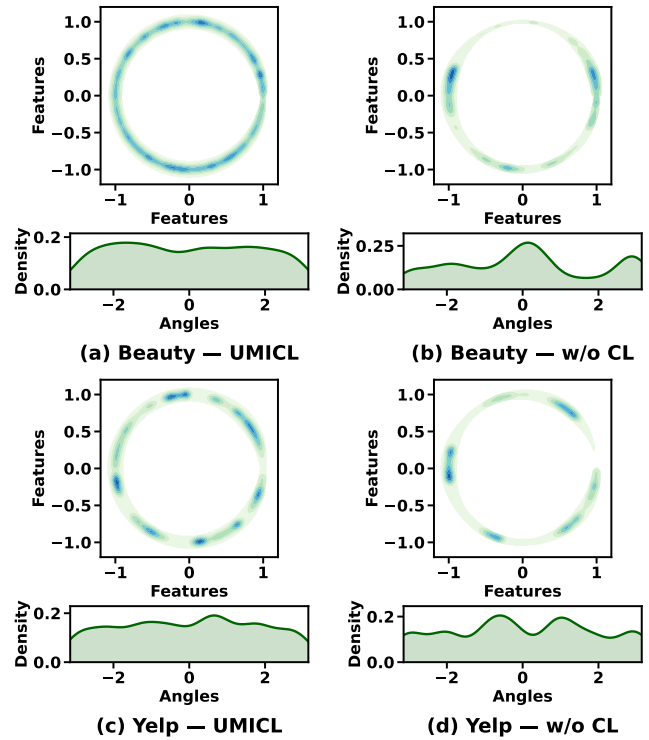 1.0
0.5
0.0
−0.5
−1.0
Features
−1 0 1
Features
0.2
0.0
Density
−2 0 2
Angles
(a) Beauty — UMICL
1.0
0.5
0.0
−0.5
−1.0
Features
−1 0 1
Features
0.25
0.00
Density
−2 0 2
Angles
(b) Beauty — w/o CL
1.0
0.5
0.0
−0.5
−1.0
Features
−1 0 1
Features
0.2
0.0
Density
−2 0 2
Angles
(c) Yelp — UMICL
1.0
0.5
0.0
−0.5
−1.0
Features
−1 0 1
Features
0.2
0.0
Density
−2 0 2
Angles
(d) Yelp — w/o CL